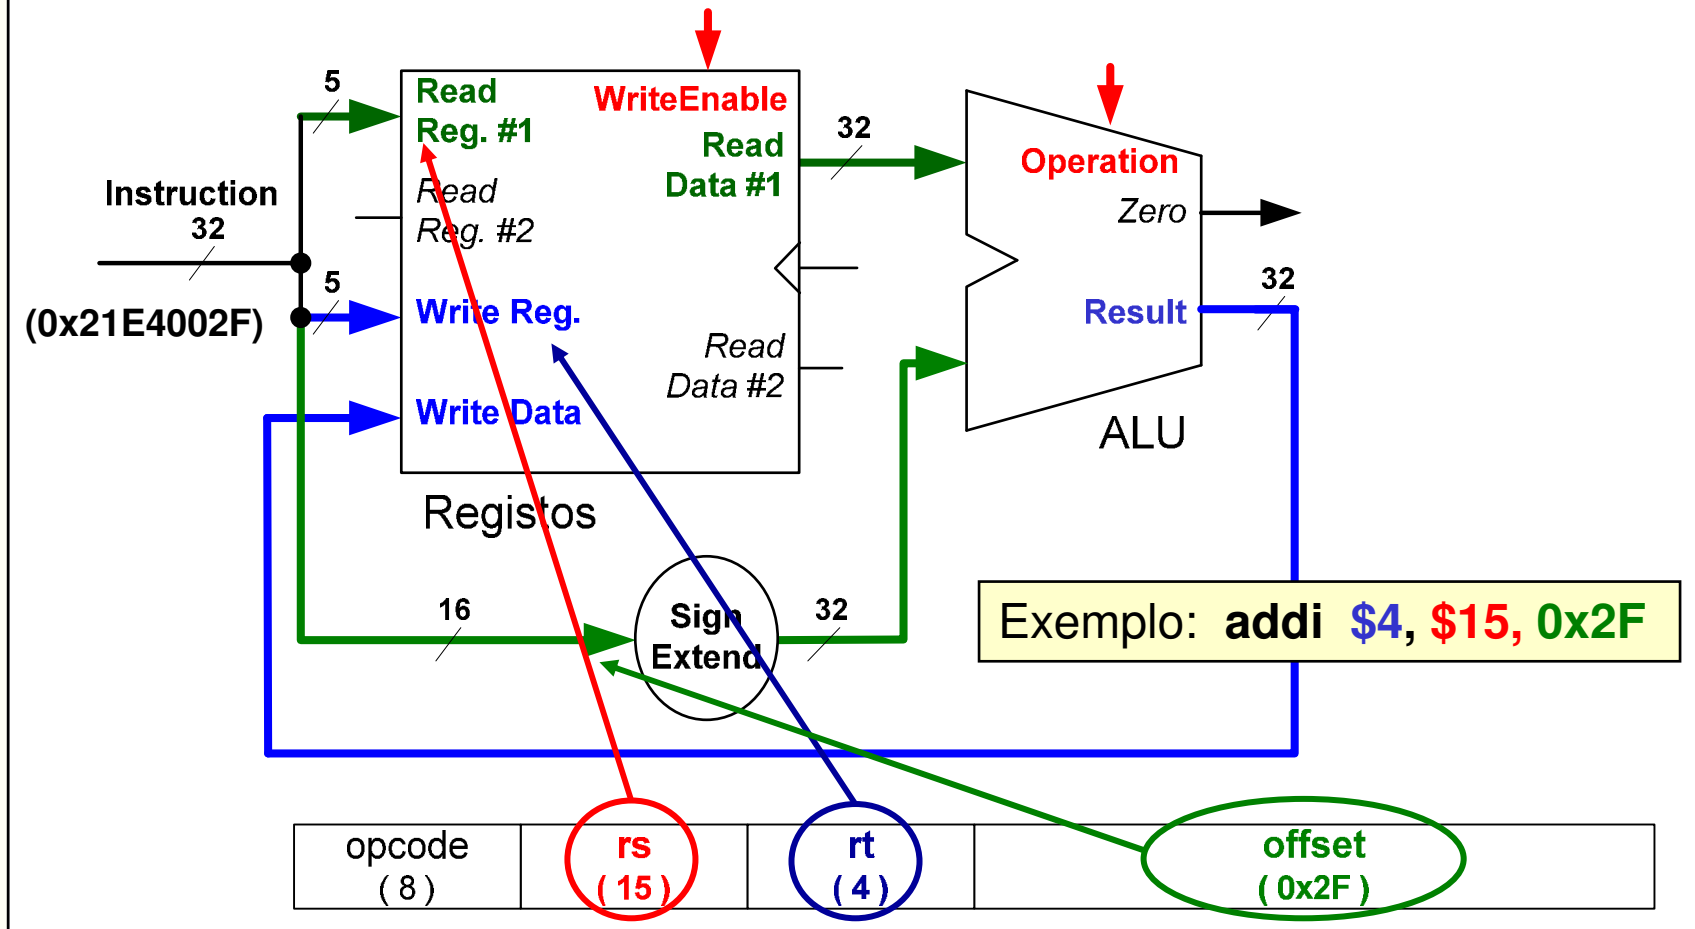 5
Read
Reg. #1
WriteEnable
Read
Data #1
32
Operation
Instruction
32
Read
Reg. #2
Zero
5
32
(0x21E4002F)
Write Reg.
Result
Read
Data #2
Write Data
ALU
Registos
16
Sign
Extend
32
Exemplo: addi $4, $15, 0x2F
opcode
( 8 )
rs
( 15 )
rt
( 4 )
offset
( 0x2F )